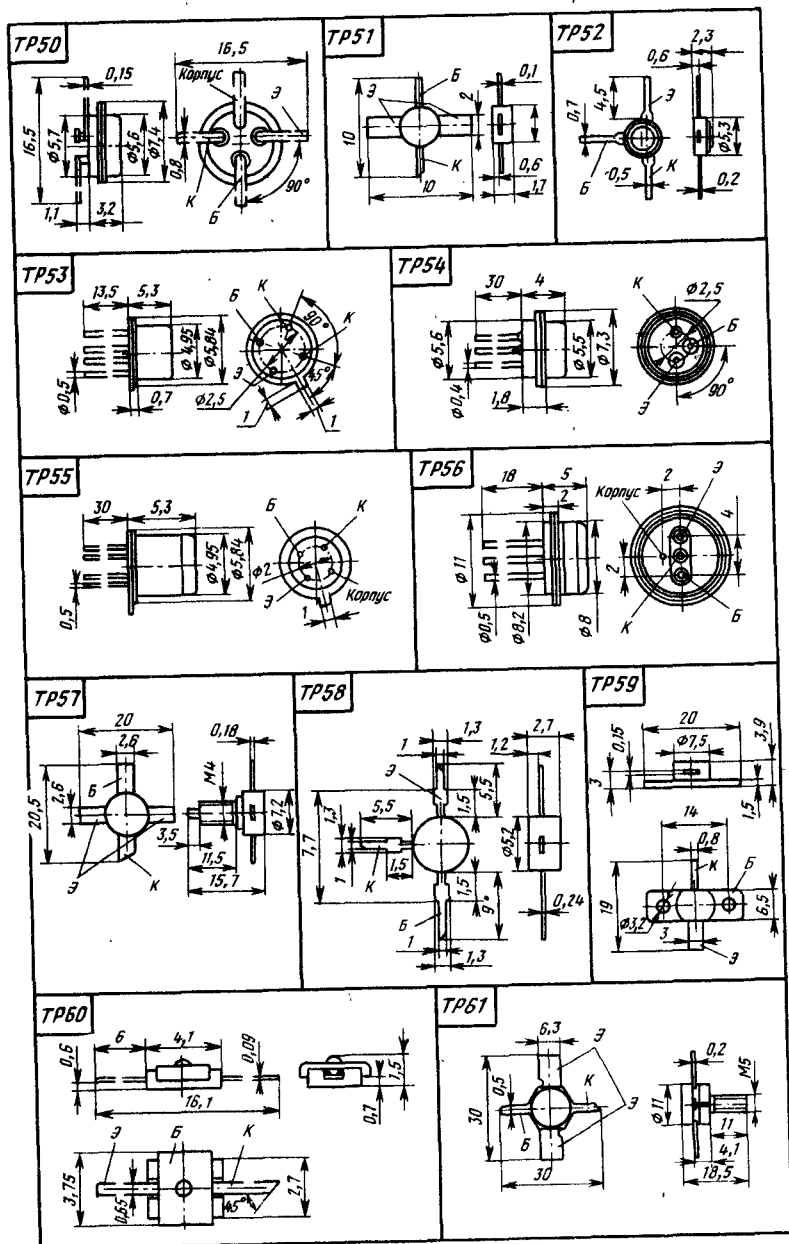 ТР50
0,15
16,5
Корпус
Э
16,5
Ф5,7
Ф5,6
Ф7,4
0,8
К
Б
90°
1,1
3,2
ТР51
Б
Э
2
0,1
10
К
0,6
10
1,7
ТР52
2,3
0,6
4,5
0,7
Э
Б
К
0,5
Ф5,3
0,2
ТР53
13,5
5,3
К
Б
90°
К
Ф4,95
Ф5,84
Ф0,5
Э
45°
0,7
Ф2,5
1
1
ТР54
30
4
К
Ф2,5
Б
Ф5,6
Ф5,5
Ф7,3
Ф0,4
Э
1,8
90°
ТР55
30
5,3
Б
К
Ф4,95
Ф5,84
Ф2
Э
Корпус
0,5
1
ТР56
18
5
2
Корпус
2
Э
4
Ф11
2
Ф0,5
Ф8,2
Ф8
К
Б
ТР57
20
2,6
Б
0,18
М4
20,5
2,6
Ф7,2
3,5
Э
К
11,5
15,7
ТР58
1,3
2,7
1
1,2
Э
5,5
1,5
5,5
1,3
7,7
Ф5,2
1
К
1,5
1,5
Б
9
0,24
1
1,3
ТР59
20
0,15
Ф7,5
3,9
3
1,5
14
0,8
К
Б
19
6,5
Ф3,2
3
Э
ТР60
0,6
6
4,1
0,09
1,5
16,1
0,7
Э
Б
К
3,75
0,65
45°
2,7
ТР61
6,3
Э
0,2
М5
0,5
К
30
Э
Ф11
Б
11
4,1
30
18,5